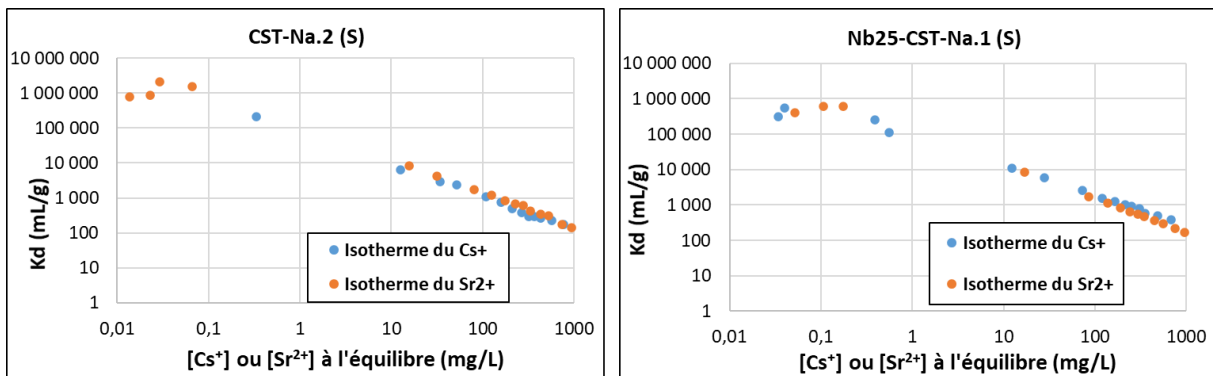 CST-Na.2 (S)
10 000 000
1 000 000
100 000
10 000
1 000
100
10
1
Kd (mL/g)
Isotherme du Cs+
Isotherme du Sr2+
0,01 0,1 1 10 100 1000
[Cs⁺] ou [Sr²⁺] à l'équilibre (mg/L)
Nb25-CST-Na.1 (S)
10 000 000
1 000 000
100 000
10 000
1 000
100
10
1
Kd (mL/g)
Isotherme du Cs+
Isotherme du Sr2+
0,01 0,1 1 10 100 1000
[Cs⁺] ou [Sr²⁺] à l'équilibre (mg/L)